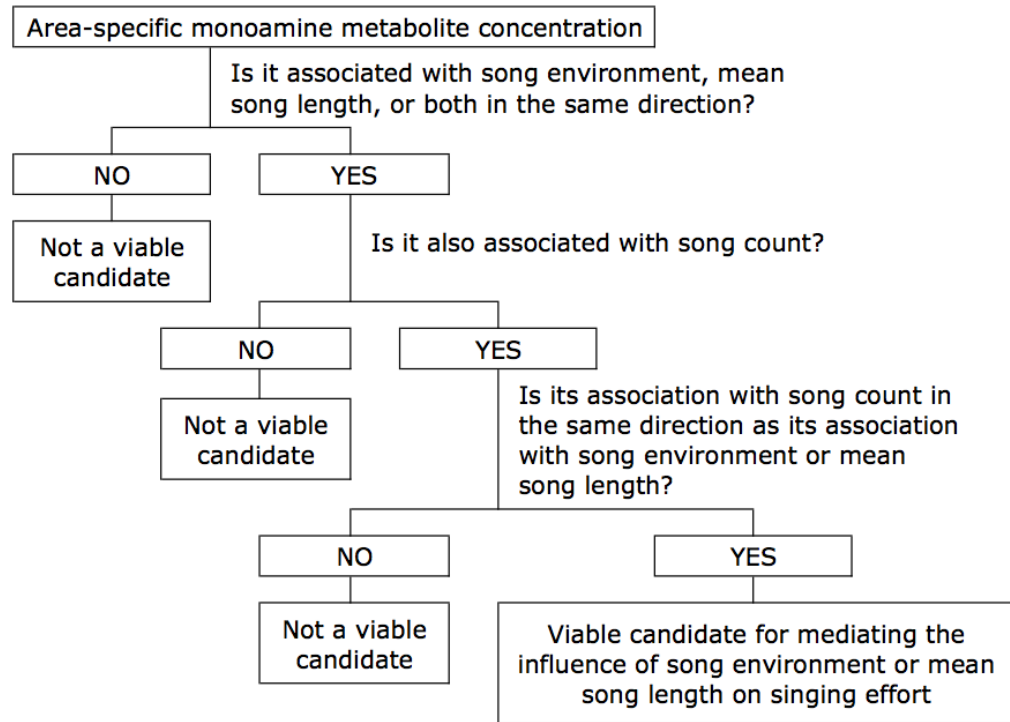 Area-specific monoamine metabolite concentration
Is it associated with song environment, mean
song length, or both in the same direction?
NO
YES
Not a viable
candidate
Is it also associated with song count?
NO
YES
Not a viable
candidate
Is its association with song count in
the same direction as its association
with song environment or mean
song length?
NO
YES
Not a viable
candidate
Viable candidate for mediating the
influence of song environment or mean
song length on singing effort